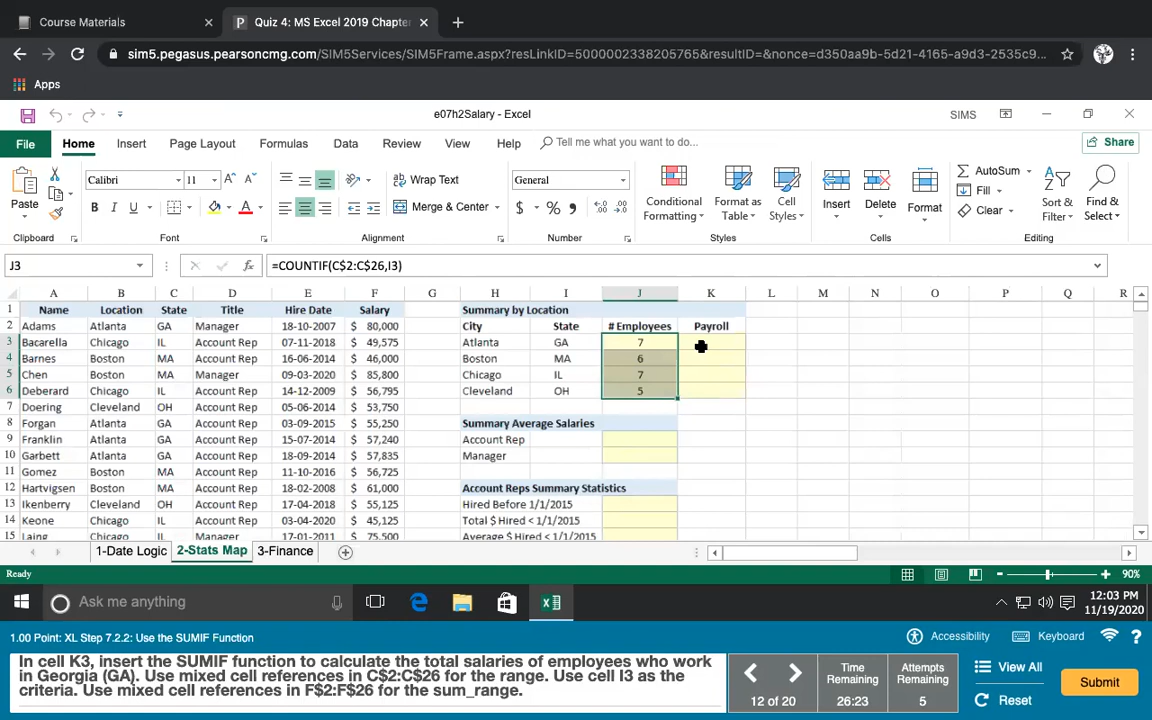 Course Materials
Quiz 4: MS Excel 2019 Chapter
sim5.pegasus.pearsoncmg.com/SIM5Services/SIM5Frame.aspx?resLinkID=5000002338205765&resultID=&nonce=d350aa9b-5d21-4165-a9d3-2535c9...
Apps
e07h2Salary - Excel
SIMS
File Home Insert Page Layout Formulas Data Review View Help Tell me what you want to do... Share
Paste Calibri 11 A A Wrap Text General Conditional Formatting Format as Table Cell Styles Insert Delete Format AutoSum Fill Clear Sort & Filter Find & Select
B I U A Merge & Center $ % ,
Clipboard Font Alignment Number Styles Cells Editing
J3 fx =COUNTIF(C$2:C$26,I3)
A B C D E F G H I J K L M N O P Q R
1 Name Location State Title Hire Date Salary Summary by Location
2 Adams Atlanta GA Manager 18-10-2007 $ 80,000 City State # Employees Payroll
3 Bacarella Chicago IL Account Rep 07-11-2018 $ 49,575 Atlanta GA 7
4 Barnes Boston MA Account Rep 16-06-2014 $ 46,000 Boston MA 6
5 Chen Boston MA Manager 09-03-2020 $ 85,800 Chicago IL 7
6 Deberard Chicago IL Account Rep 14-12-2009 $ 56,795 Cleveland OH 5
7 Doering Cleveland OH Account Rep 05-06-2014 $ 53,750
8 Forgan Atlanta GA Account Rep 03-09-2015 $ 55,250 Summary Average Salaries
9 Franklin Atlanta GA Account Rep 15-07-2014 $ 57,240 Account Rep
10 Garbett Atlanta GA Account Rep 18-09-2014 $ 57,835 Manager
11 Gomez Boston MA Account Rep 11-10-2016 $ 56,725
12 Hartvigsen Boston MA Account Rep 18-02-2008 $ 61,000 Account Reps Summary Statistics
13 Ikenberry Cleveland OH Account Rep 17-04-2018 $ 55,125 Hired Before 1/1/2015
14 Keone Chicago IL Account Rep 03-04-2020 $ 45,125 Total $ Hired < 1/1/2015
15 Laing Chicago IL Manager 17-01-2011 $ 75,500 Average $ Hired < 1/1/2015
1-Date Logic 2-Stats Map 3-Finance
Ready 90%
Ask me anything
12:03 PM
11/19/2020
1.00 Point: XL Step 7.2.2: Use the SUMIF Function Accessibility Keyboard ?
In cell K3, insert the SUMIF function to calculate the total salaries of employees who work
in Georgia (GA). Use mixed cell references in C$2:C$26 for the range. Use cell I3 as the
criteria. Use mixed cell references in F$2:F$26 for the sum_range.
12 of 20
Time
Remaining
26:23
Attempts
Remaining
5
View All
Reset
Submit